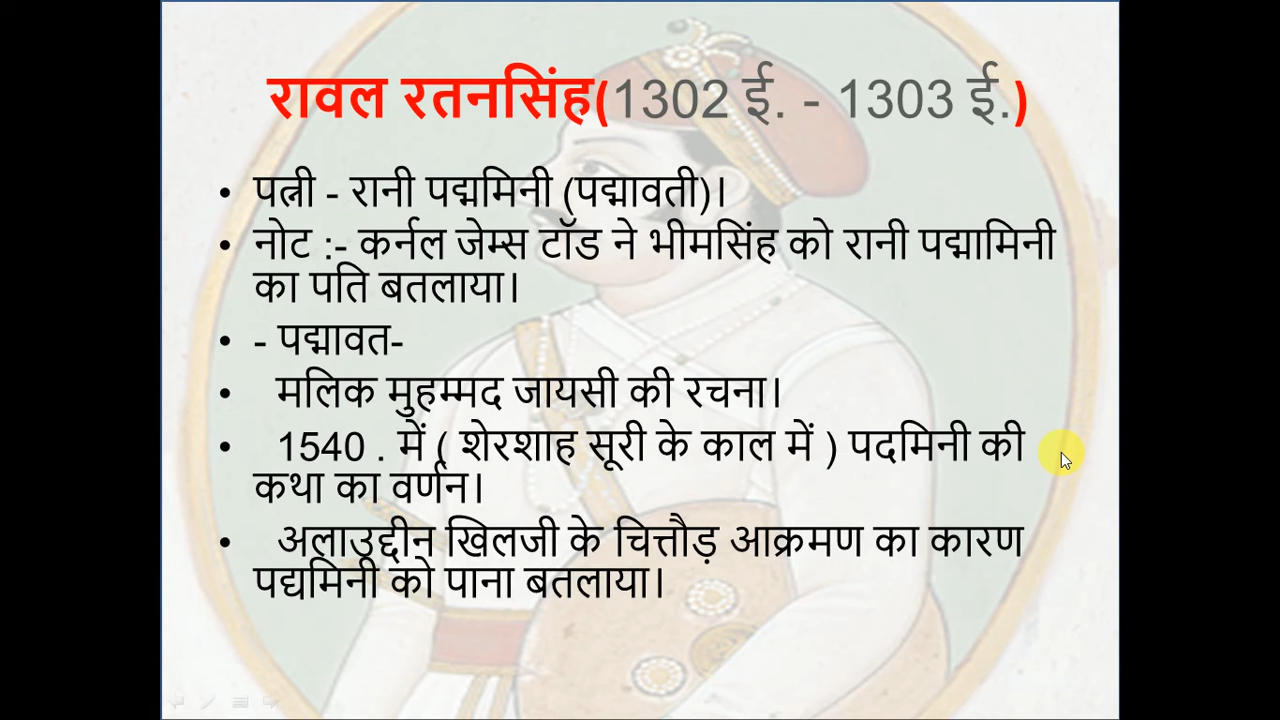 रावल रतनसिंह(1302 ई. - 1303 ई.)
• पत्नी - रानी पद्ममिनी (पद्मावती)।
• नोट :- कर्नल जेम्स टॉड ने भीमसिंह को रानी पद्मामिनी
का पति बतलाया।
• - पद्मावत-
• मलिक मुहम्मद जायसी की रचना।
• 1540 . में ( शेरशाह सूरी के काल में ) पदमिनी की
कथा का वर्णन।
• अलाउद्दीन खिलजी के चित्तौड़ आक्रमण का कारण
पद्यमिनी को पाना बतलाया।